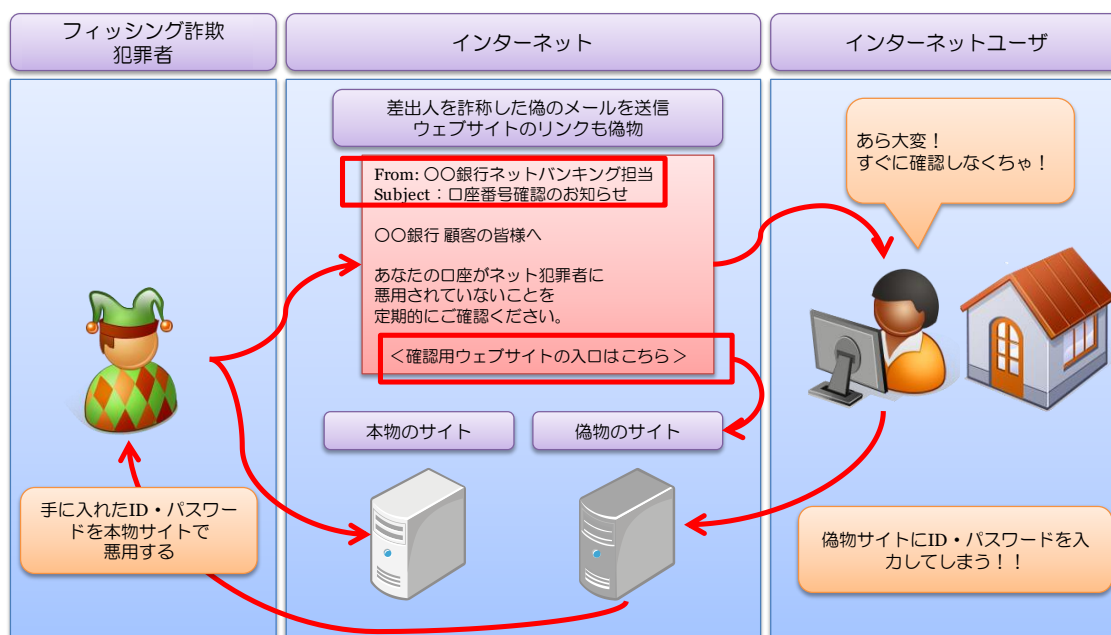 フィッシング詐欺
犯罪者
インターネット
インターネットユーザ
差出人を詐称した偽のメールを送信
ウェブサイトのリンクも偽物
From: 〇〇銀行ネットバンキング担当
Subject：口座番号確認のお知らせ
〇〇銀行 顧客の皆様へ
あなたの口座がネット犯罪者に
悪用されていないことを
定期的にご確認ください。
＜確認用ウェブサイトの入口はこちら＞
あら大変！
すぐに確認しなくちゃ！
本物のサイト
偽物のサイト
手に入れたID・パスワー
ドを本物サイトで
悪用する
偽物サイトにID・パスワードを入
力してしまう！！